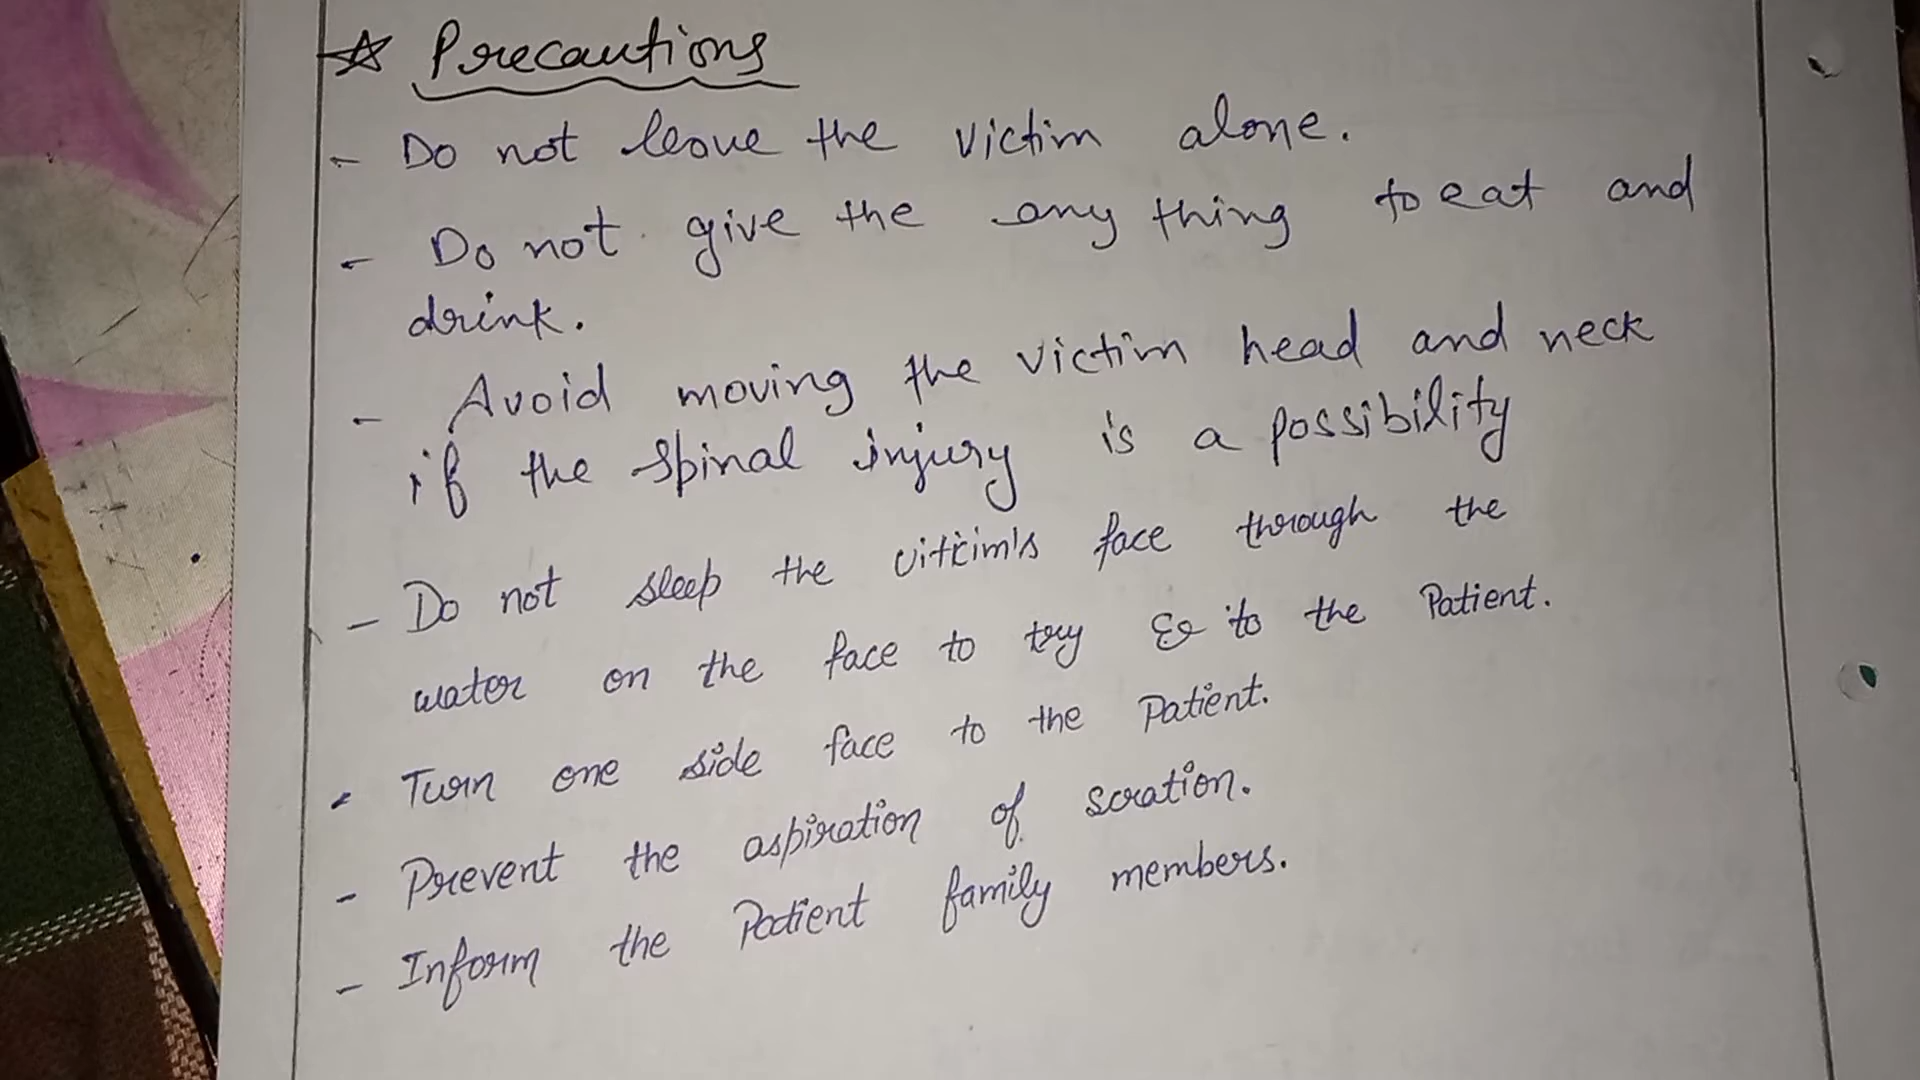 ☆ Precautions
- Do not leave the victim alone.
- Do not give the any thing to eat and
drink.
- Avoid moving the victim head and neck
if the spinal injury is a possibility
- Do not sleep the vitcim's face through the
water on the face to try to the Patient.
- Turn one side face to the Patient.
- Prevent the aspiration of scration.
- Inform the Patient family members.